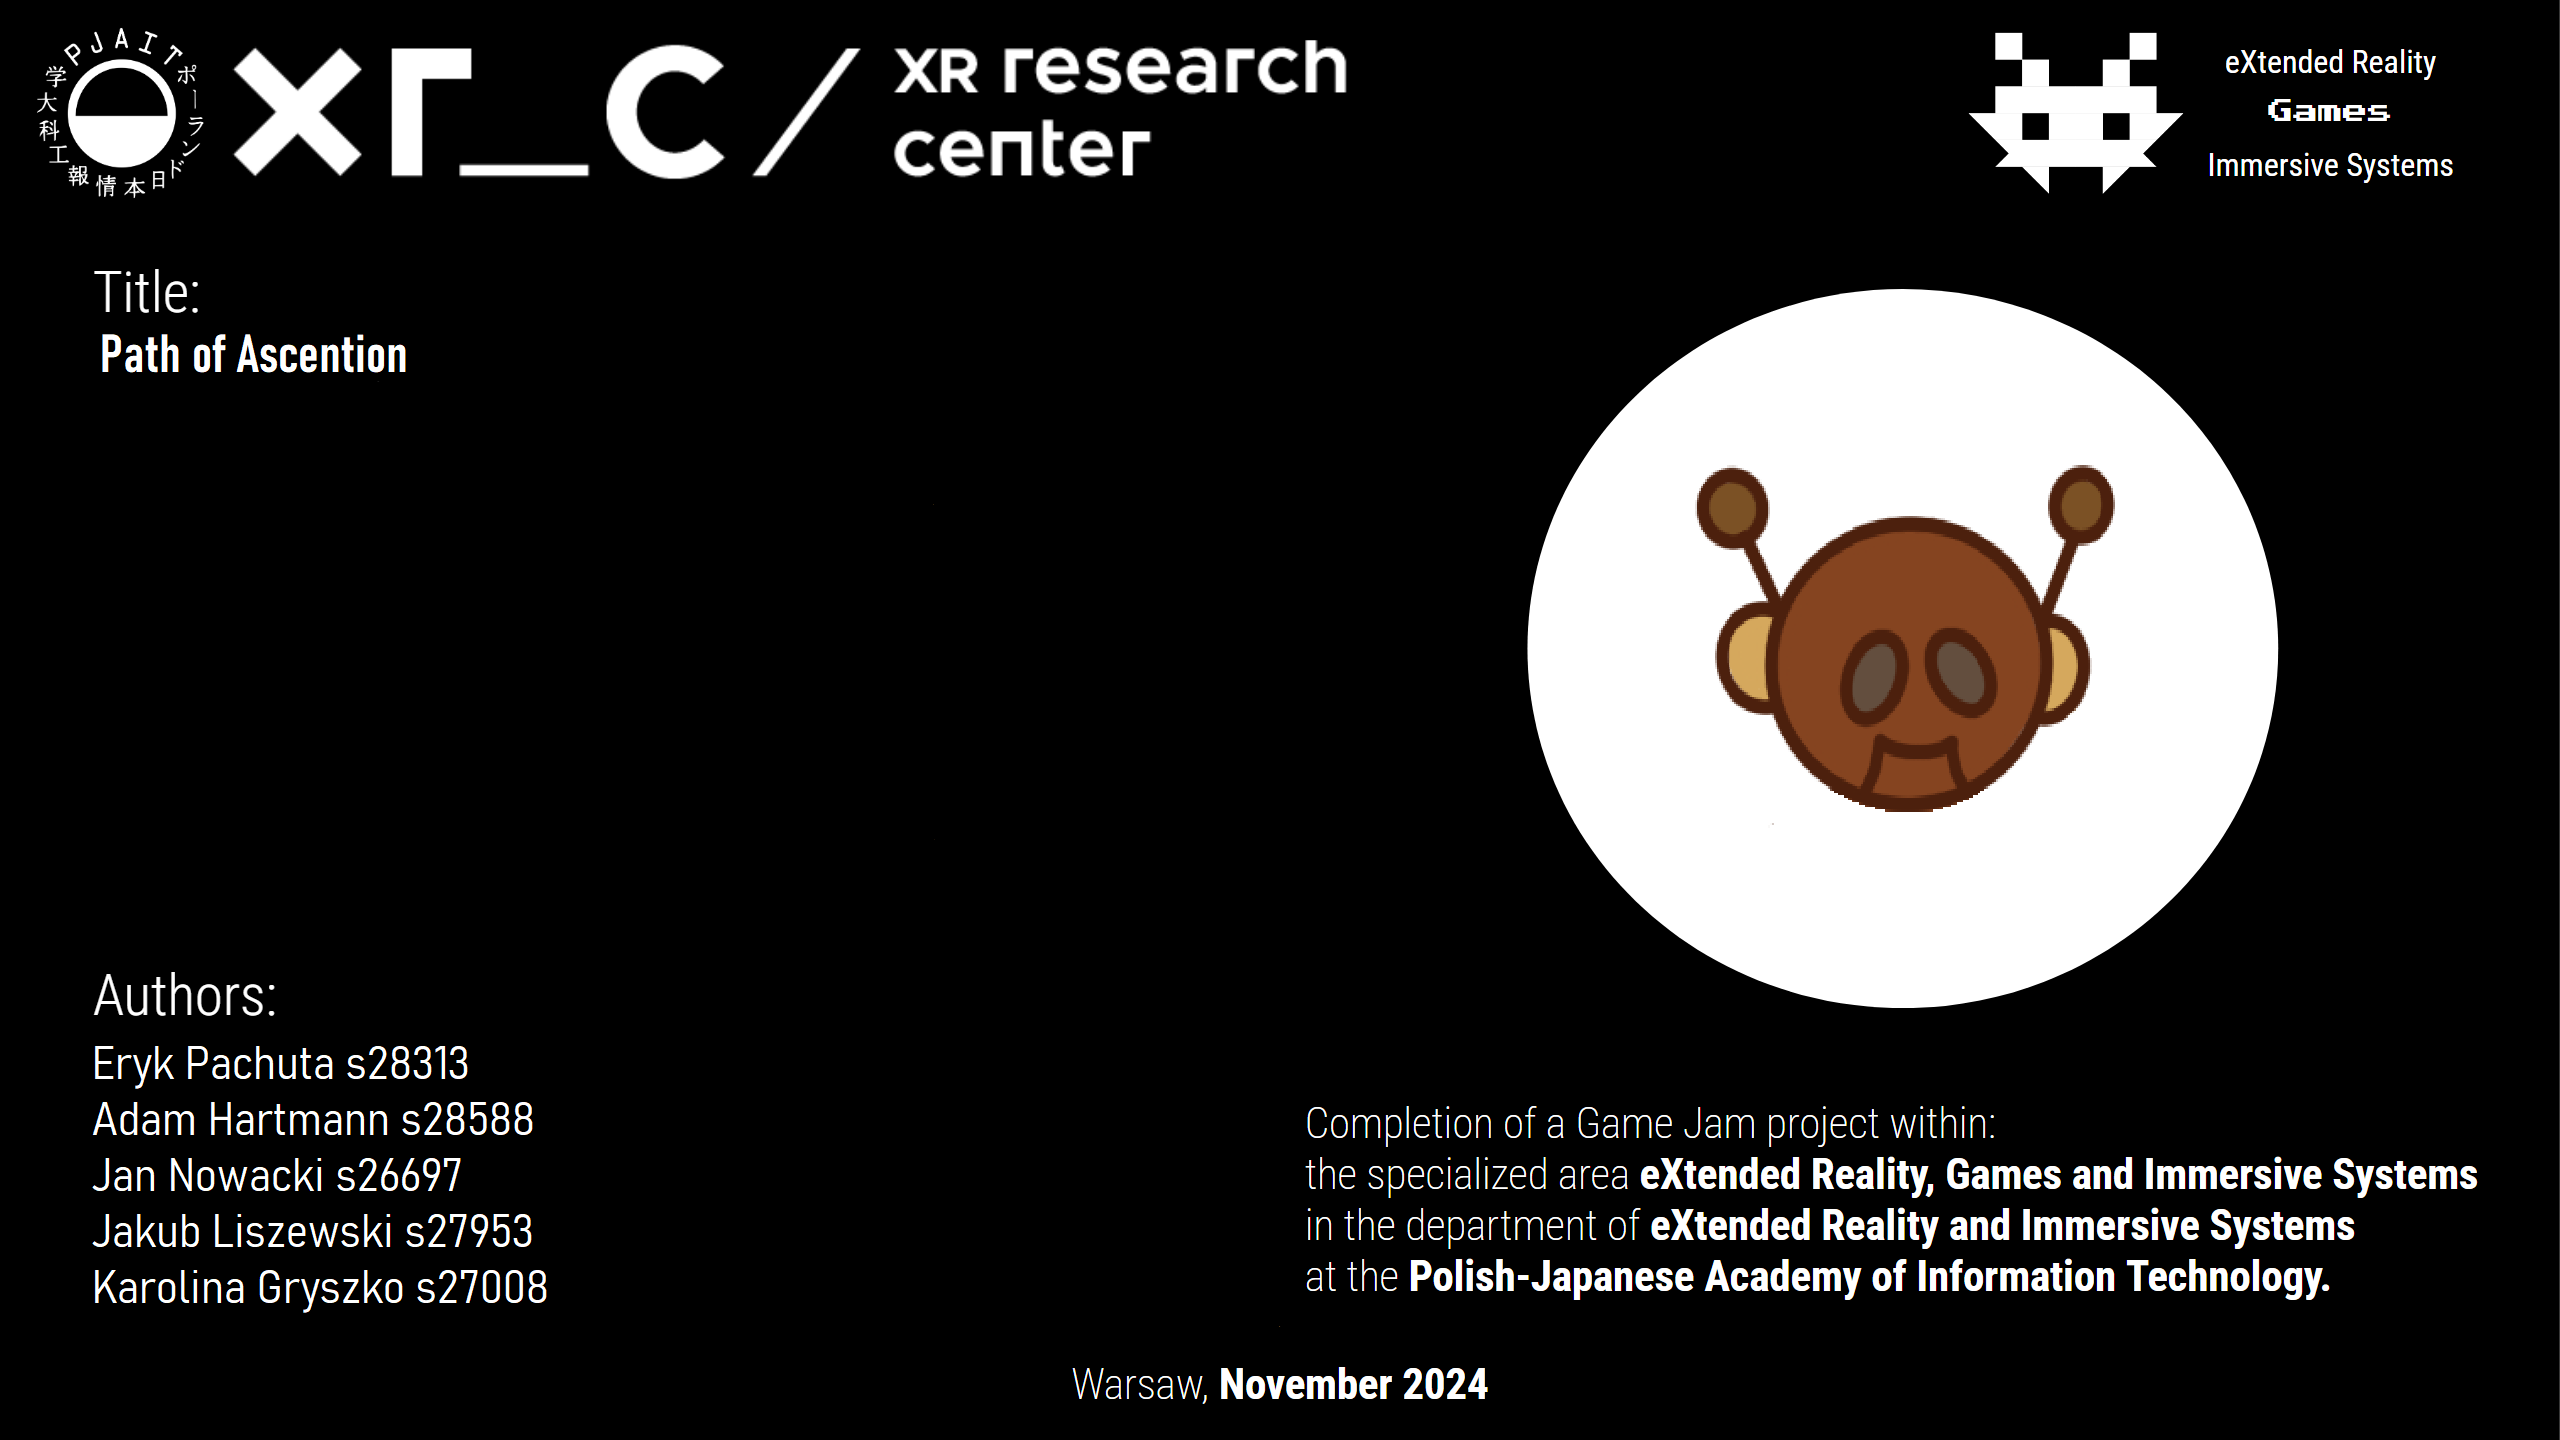 PJAIT
ポーランド日本情報工科大学
xr_c / xr research
center
eXtended Reality
Games
Immersive Systems
Title:
Path of Ascention
Authors:
Eryk Pachuta s28313
Adam Hartmann s28588
Jan Nowacki s26697
Jakub Liszewski s27953
Karolina Gryszko s27008
Completion of a Game Jam project within:
the specialized area eXtended Reality, Games and Immersive Systems
in the department of eXtended Reality and Immersive Systems
at the Polish-Japanese Academy of Information Technology.
Warsaw, November 2024